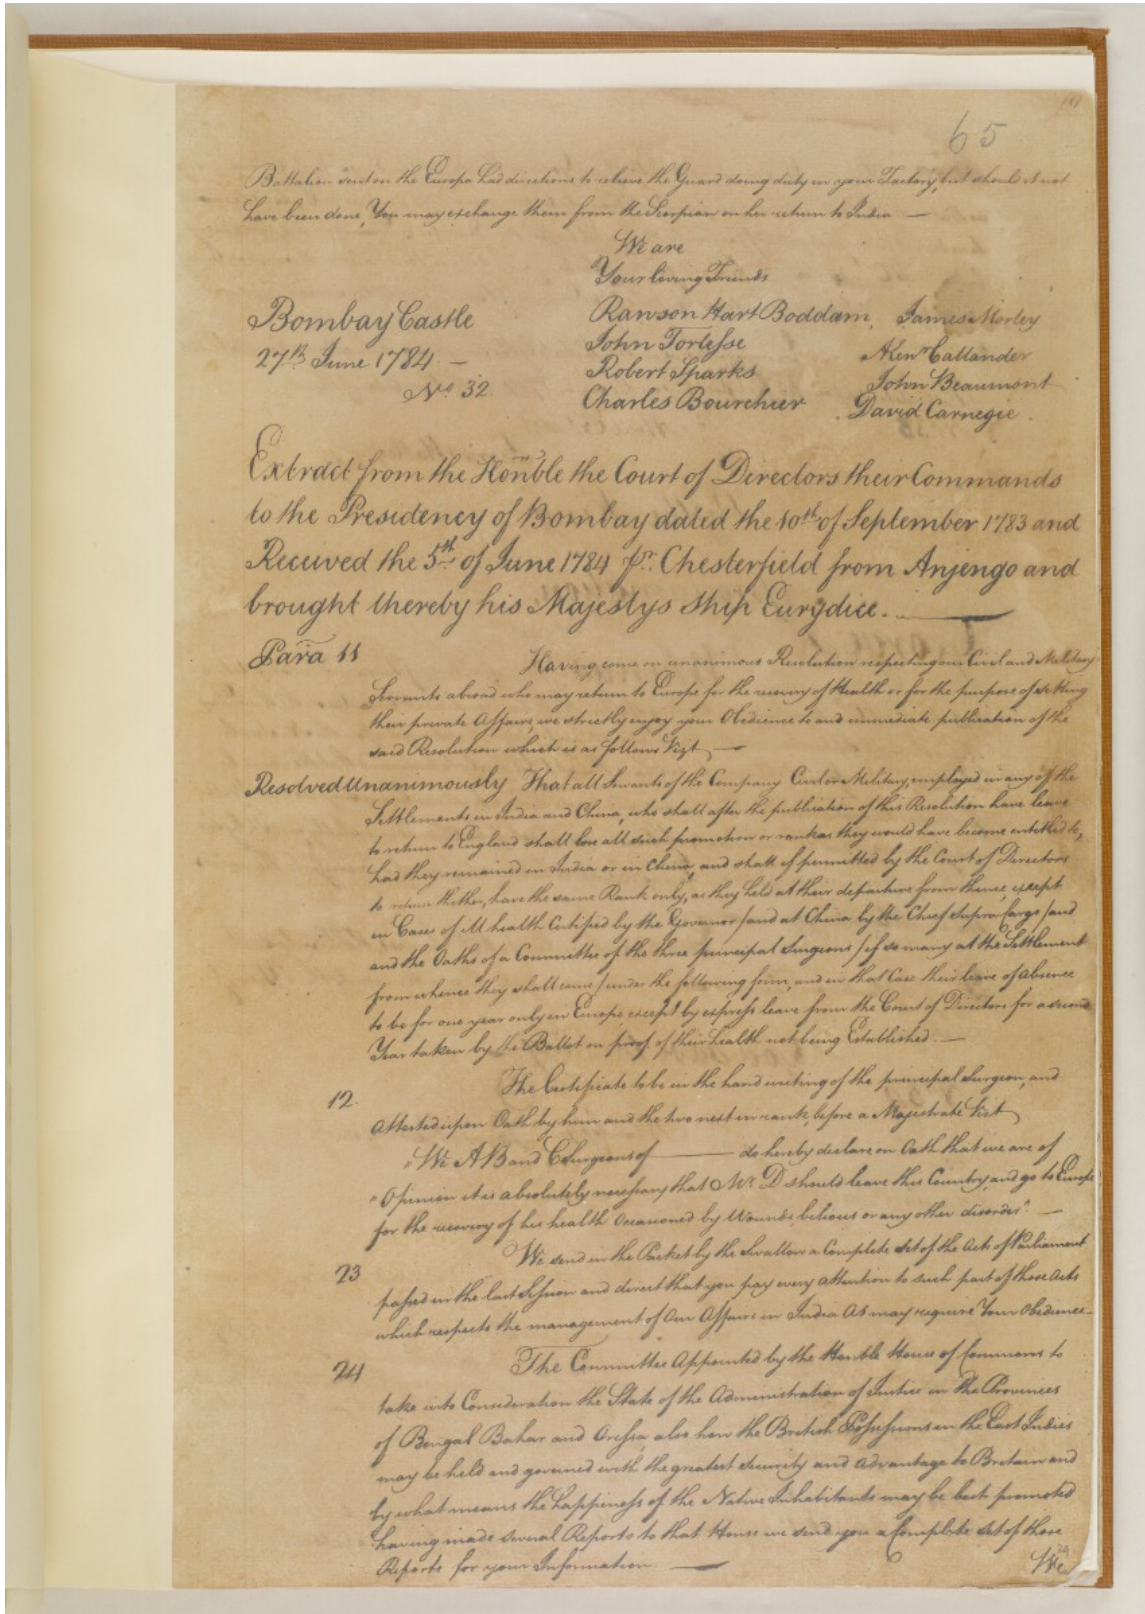 65
Battalion sent on the Europa had directions to relieve the Guard doing duty in your Factory, but should it not
have been done, You may exchange them from the Scorpion on her return to India —
We are
Your loving Friends
Bombay Castle
27th June 1784. —
No. 32.
Rawson Hart Boddam,
John Torlesse
Robert Sparks
Charles Bourchier
James Morley
Alexr. Callander
John Beaumont
David Carnegie.
Extract from the Honble the Court of Directors their Commands
to the Presidency of Bombay dated the 10th of September 1783 and
Received the 5th of June 1784 pr. Chesterfield from Anjengo and
brought thereby his Majestys Ship Eurydice. —
Para 11
Having come on unanimous Resolution respecting our Civil and Military
Servants abroad who may return to Europe for the recovery of Health or for the purpose of setling
their private Affairs, we strictly enjoy your Obedience to and immediate publication of the
said Resolution which is as follows Vizt —
Resolved Unanimously That all Servants of the Company Civil or Military, employed in any of the
Settlements in India and China, who shall after the publication of this Resolution have leave
to return to England shall lose all such promotion or rank as they would have become entitled to,
had they remained in India or in China, and shall if permitted by the Court of Directors
to return thither, have the same Rank only, as they held at their departure from thence, except
in Cases of Ill health Certified by the Governor /and at China by the Chief Supra Cargo /and
and the Oaths of a Committee of the three principal Surgeons /if so many at the Settlement
from whence they shall come / under the following form, and in that Case their leave of absence
to be for one year only in Europe except by express leave from the Court of Directors for a second
Year taken by the Ballot on proof of their health not being Established. —
12.
The Certificate to be in the hand writing of the principal Surgeon, and
Attested upon Oath by him and the two next in rank, before a Majestrate Vizt
"We A B and C Surgeons of ——— do hereby declare on Oath that we are of
"Opinion it is absolutely necessary that Mr. D should leave this Country, and go to Europe
for the recovery of his health Occasioned by Wounds, bilious or any other disorder". —
23
We send in the Packet by the Swallow a Complete Set of the Acts of Parliament
passed in the last Session and direct that you pay every Attention to such part of those Acts
which respects the management of Our Affairs in India As may require Your Obedience —
24
The Committee Appointed by the Honble House of Commons to
take into Consideration the State of the Administration of Justice in the Provinces
of Bengal Bahar and Orissa, also how the British Possessions in the East Indies
may be held and governed with the greatest Security and Advantage to Britain and
by what means the happiness of the Native Inhabitants may be best promoted
having made several Reports to that House we send you a Complete Set of those
Reports for your Information. —
We